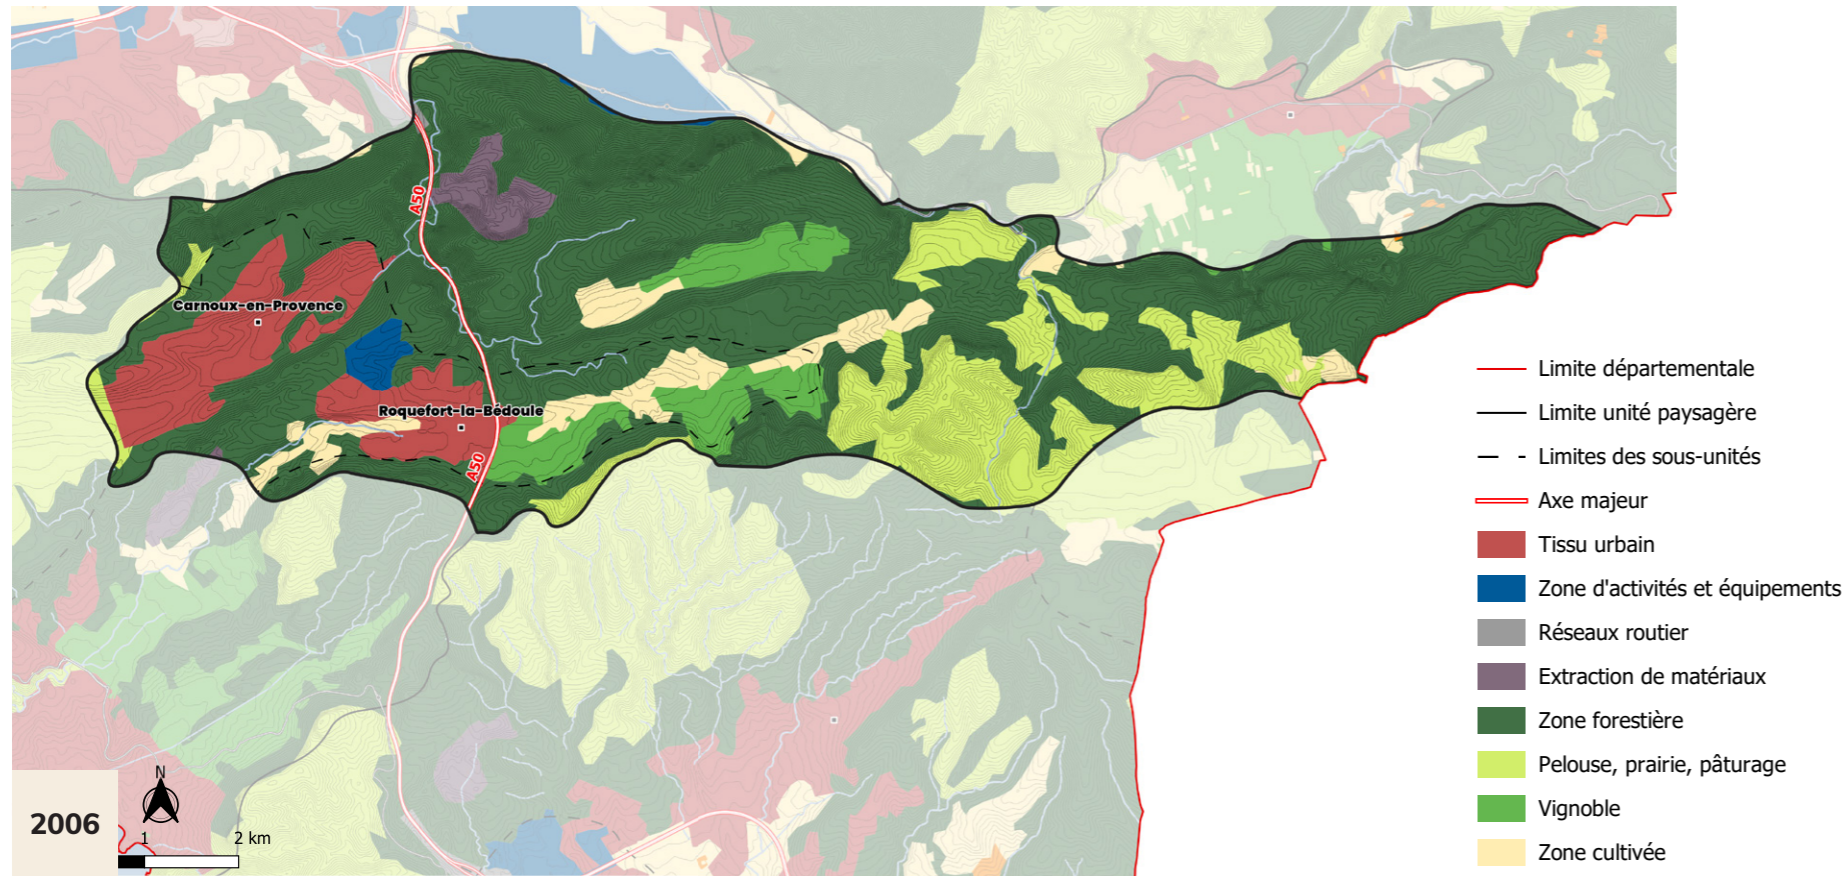 A50
Carnoux-en-Provence
Roquefort-la-Bédoule
A50
2006
N
1 2 km
Limite départementale
Limite unité paysagère
Limites des sous-unités
Axe majeur
Tissu urbain
Zone d'activités et équipements
Réseaux routier
Extraction de matériaux
Zone forestière
Pelouse, prairie, pâturage
Vignoble
Zone cultivée